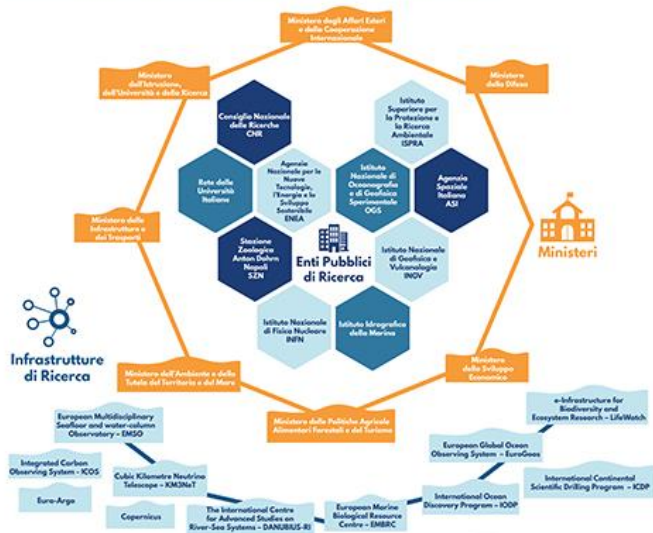 Ministero degli Affari Esteri
e della Cooperazione
Internazionale
Ministero
dell'Istruzione,
dell'Università e della Ricerca
Ministero
della Difesa
Consiglio Nazionale
delle Ricerche
CNR
Istituto
Superiore per
la Protezione e
la Ricerca
Ambientale
ISPRA
Rete delle
Università
Italiane
Agenzia
Nazionale per le
Nuove
Tecnologie,
l'Energia e lo
Sviluppo
Sostenibile
ENEA
Istituto
Nazionale di
Oceanografia
e di Geofisica
Sperimentale
OGS
Agenzia
Spaziale
Italiana
ASI
Ministero delle
Infrastrutture e
dei Trasporti
Stazione
Zoologica
Anton Dohrn
Napoli
SZN
Enti Pubblici
di Ricerca
Istituto Nazionale
di Geofisica e
Vulcanologia
INGV
Ministeri
Istituto Nazionale
di Fisica Nucleare
INFN
Istituto Idrografico
della Marina
Infrastrutture
di Ricerca
Ministero dell'Ambiente e della
Tutela del Territorio e del Mare
Ministero
dello Sviluppo
Economico
Ministero delle Politiche Agricole
Alimentari Forestali e del Turismo
European Multidisciplinary
Seafloor and water-column
Observatory - EMSO
e-Infrastructure for
Biodiversity and
Ecosystem Research - LifeWatch
European Global Ocean
Observing System - EuroGoos
Integrated Carbon
Observing System - ICOS
Cubic Kilometre Neutrino
Telescope - KM3NeT
International Continental
Scientific Drilling Program - ICDP
Euro-Argo
Copernicus
The International Centre
for Advanced Studies on
River-Sea Systems - DANUBIUS-RI
European Marine
Biological Resource
Centre - EMBRC
International Ocean
Discovery Program - IODP